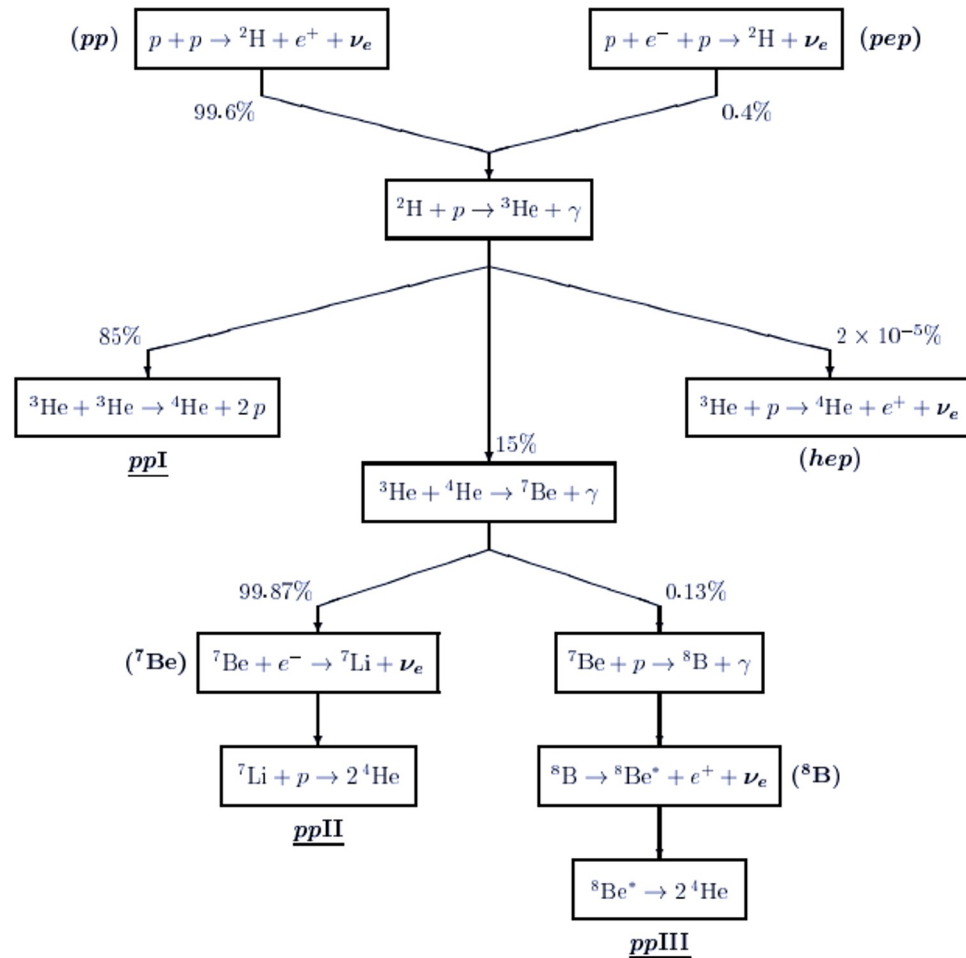 (pp) p + p → ²H + e⁺ + νₑ
p + e⁻ + p → ²H + νₑ (pep)
99.6%
0.4%
²H + p → ³He + γ
85%
2 × 10⁻⁵%
³He + ³He → ⁴He + 2 p
³He + p → ⁴He + e⁺ + νₑ
ppI
(hep)
15%
³He + ⁴He → ⁷Be + γ
99.87%
0.13%
(⁷Be) ⁷Be + e⁻ → ⁷Li + νₑ
⁷Be + p → ⁸B + γ
⁷Li + p → 2 ⁴He
⁸B → ⁸Be* + e⁺ + νₑ (⁸B)
ppII
⁸Be* → 2 ⁴He
ppIII